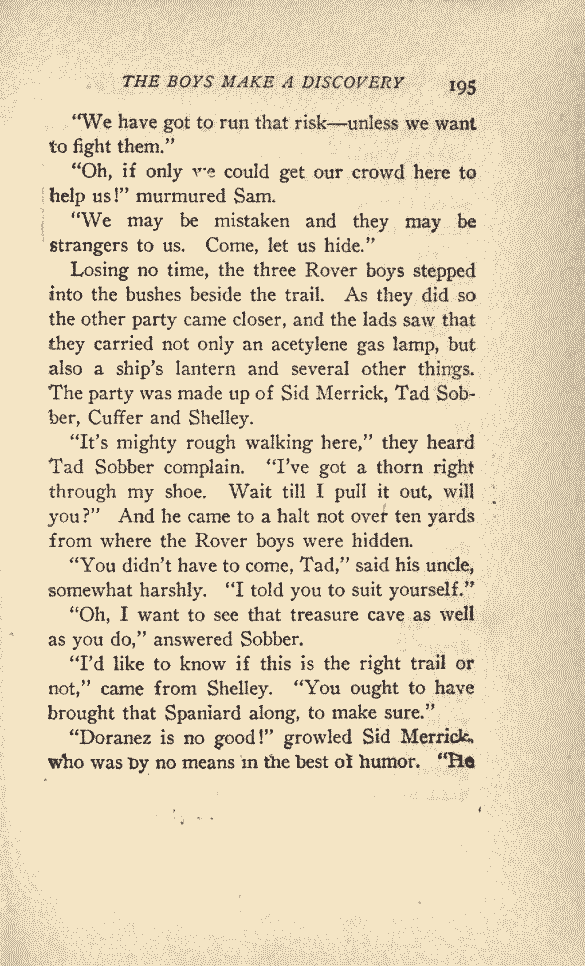 THE BOYS MAKE A DISCOVERY 195
“We have got to run that risk—unless we want
to fight them.”
“Oh, if only we could get our crowd here to
help us!” murmured Sam.
“We may be mistaken and they may be
strangers to us. Come, let us hide.”
Losing no time, the three Rover boys stepped
into the bushes beside the trail. As they did so
the other party came closer, and the lads saw that
they carried not only an acetylene gas lamp, but
also a ship’s lantern and several other things.
The party was made up of Sid Merrick, Tad Sob-
ber, Cuffer and Shelley.
“It’s mighty rough walking here,” they heard
Tad Sobber complain. “I’ve got a thorn right
through my shoe. Wait till I pull it out, will
you?” And he came to a halt not over ten yards
from where the Rover boys were hidden.
“You didn’t have to come, Tad,” said his uncle,
somewhat harshly. “I told you to suit yourself.”
“Oh, I want to see that treasure cave as well
as you do,” answered Sobber.
“I’d like to know if this is the right trail or
not,” came from Shelley. “You ought to have
brought that Spaniard along, to make sure.”
“Doranez is no good!” growled Sid Merrick,
who was by no means in the best of humor. “He